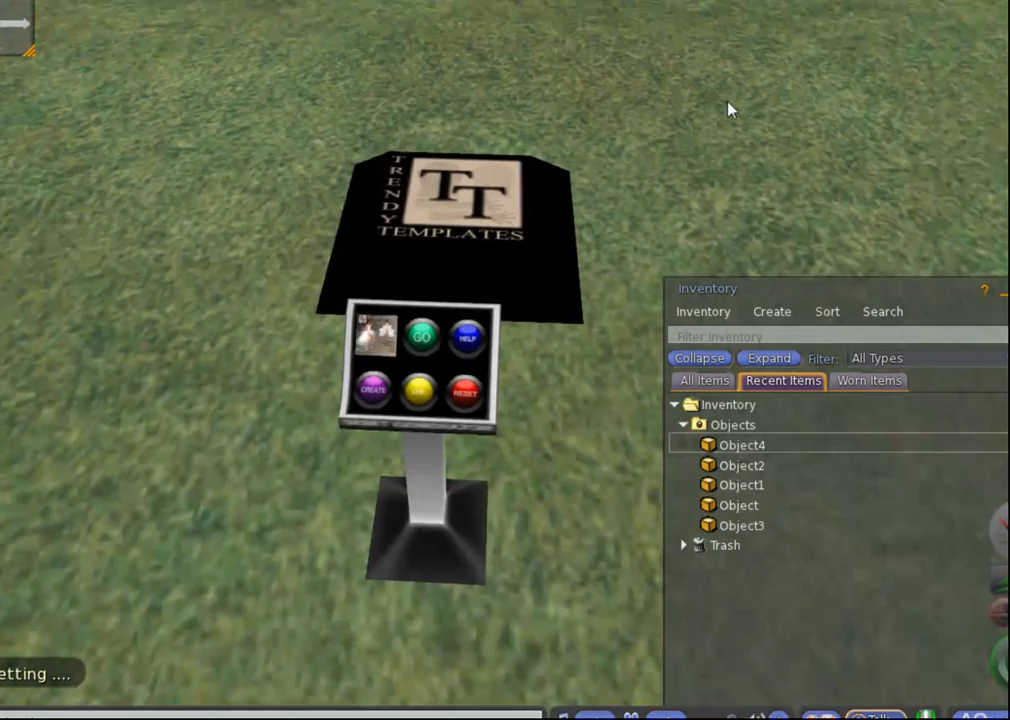 TRENDY
TT
TEMPLATES
GO
HELP
CREATE
RESET
Inventory
?
Inventory Create Sort Search
Filter Inventory
Collapse Expand Filter: All Types
All Items Recent Items Worn Items
Inventory
Objects
Object4
Object2
Object1
Object
Object3
Trash
etting ....